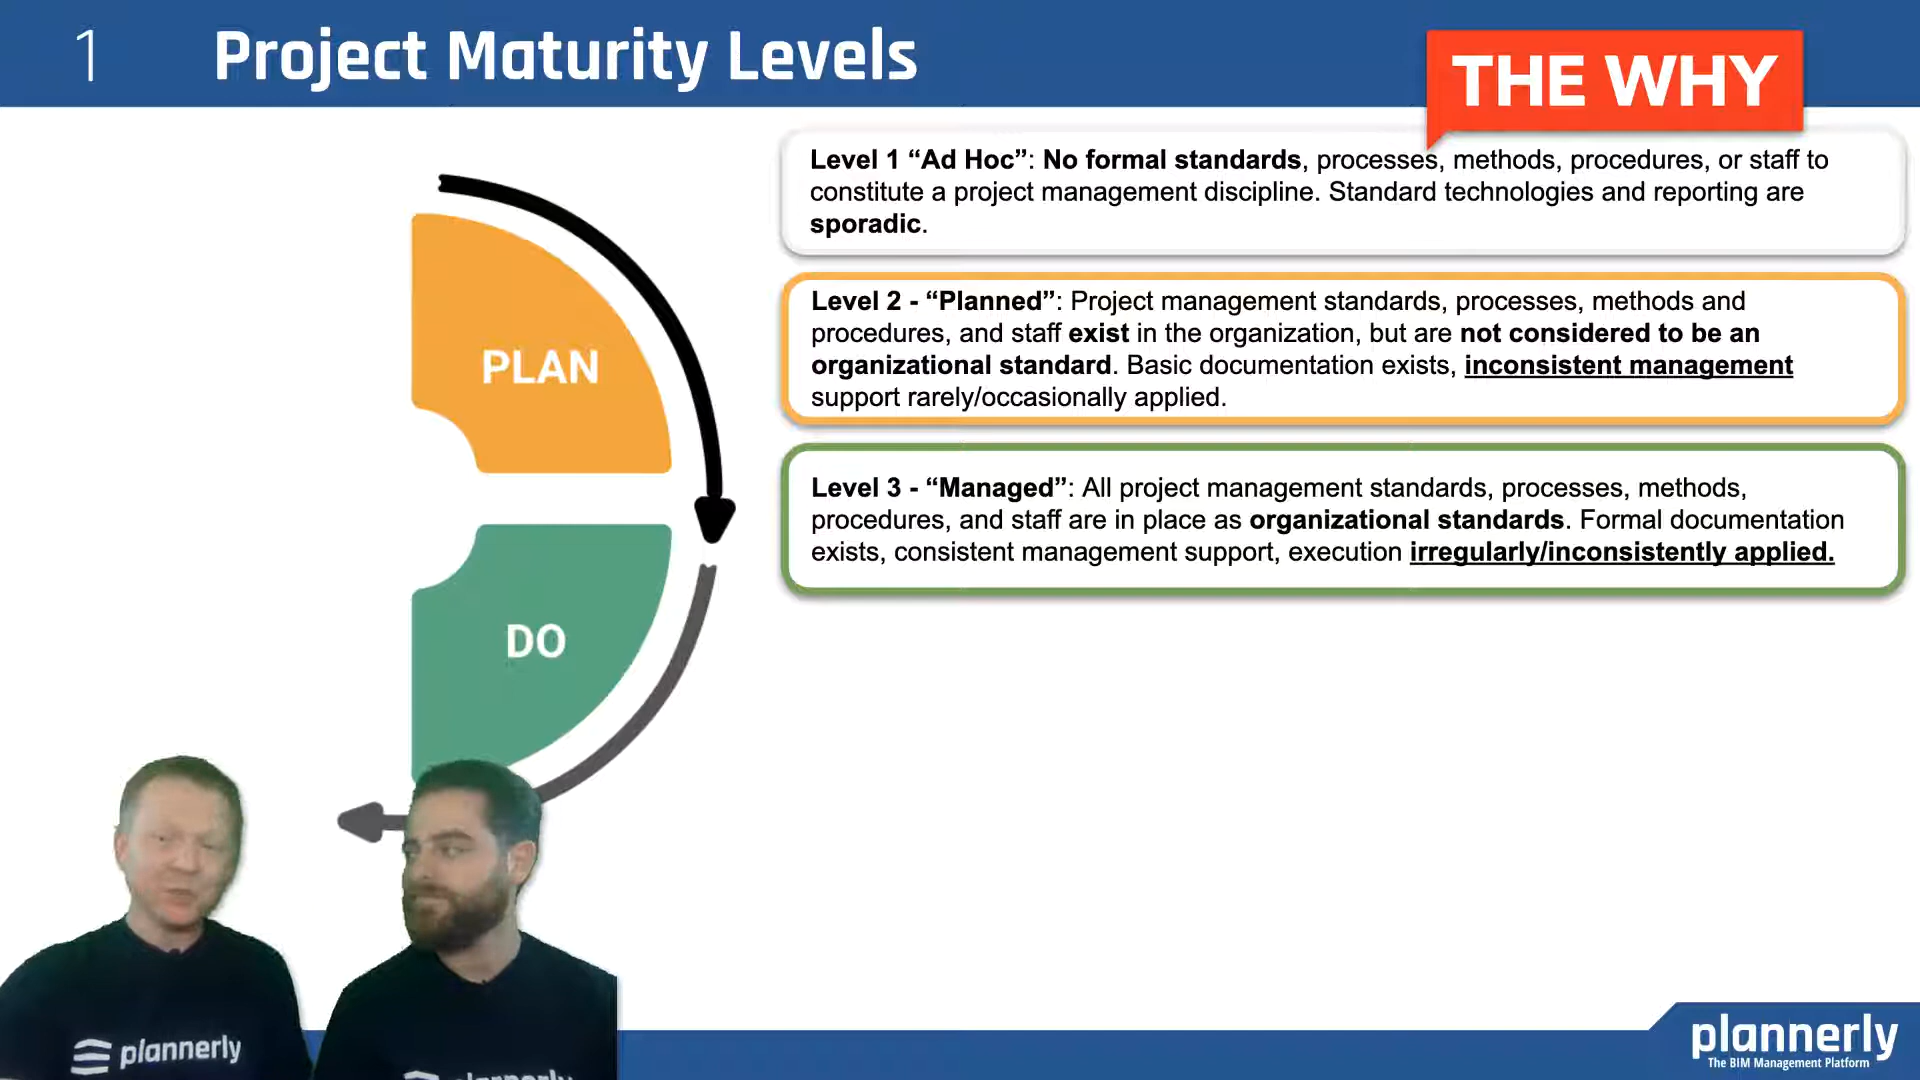 1 Project Maturity Levels
THE WHY
Level 1 “Ad Hoc”: No formal standards, processes, methods, procedures, or staff to
constitute a project management discipline. Standard technologies and reporting are
sporadic.
Level 2 - “Planned”: Project management standards, processes, methods and
procedures, and staff exist in the organization, but are not considered to be an
organizational standard. Basic documentation exists, inconsistent management
support rarely/occasionally applied.
Level 3 - “Managed”: All project management standards, processes, methods,
procedures, and staff are in place as organizational standards. Formal documentation
exists, consistent management support, execution irregularly/inconsistently applied.
PLAN
DO
plannerly
plannerly
plannerly
The BIM Management Platform